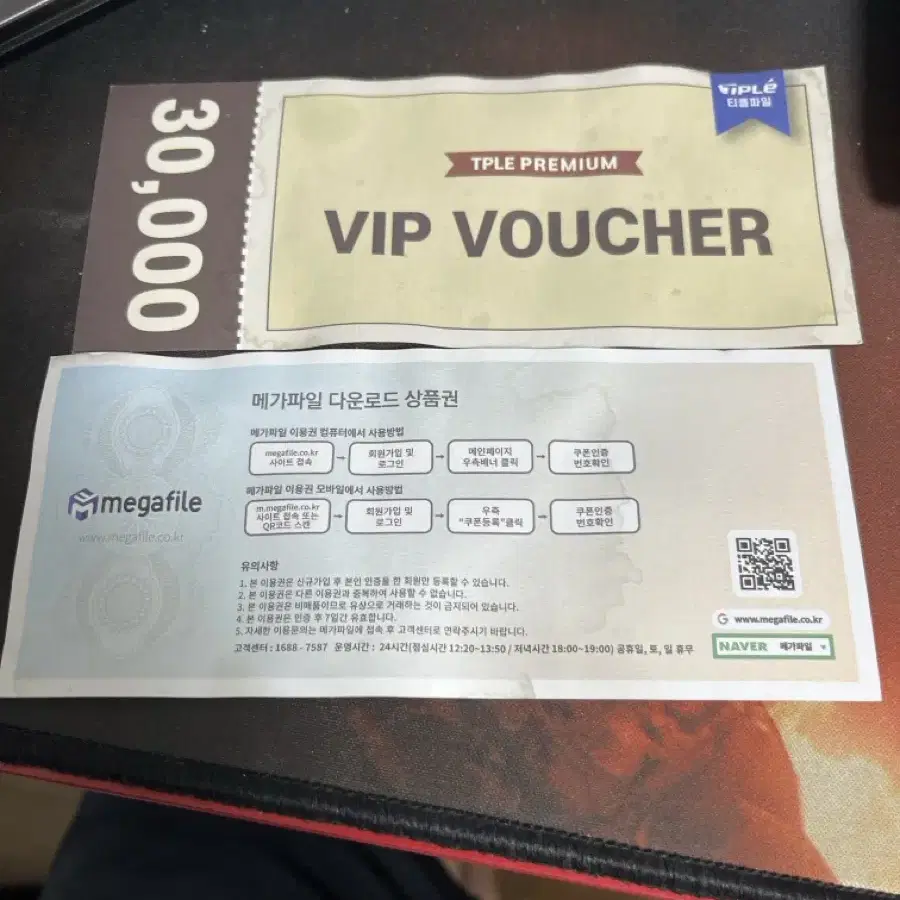 30,000
TIPLÉ
티플파일
TPLE PREMIUM
VIP VOUCHER
메가파일 다운로드 상품권
메가파일 이용권 컴퓨터에서 사용방법
megafile.co.kr
사이트 접속
→
회원가입 및
로그인
→
메인페이지
우측배너 클릭
→
쿠폰인증
번호확인
메가파일 이용권 모바일에서 사용방법
m.megafile.co.kr
사이트 접속 또는
QR코드 스캔
→
회원가입 및
로그인
→
우측
"쿠폰등록"클릭
→
쿠폰인증
번호확인
megafile
www.megafile.co.kr
유의사항
1. 본 이용권은 신규가입 후 본인 인증을 한 회원만 등록할 수 있습니다.
2. 본 이용권은 다른 이용권과 중복하여 사용할 수 없습니다.
3. 본 이용권은 비매품이므로 유상으로 거래하는 것이 금지되어 있습니다.
4. 본 이용권은 인증 후 7일간 유효합니다.
5. 자세한 이용문의는 메가파일에 접속 후 고객센터로 연락주시기 바랍니다.
고객센터 : 1688 - 7587 운영시간 : 24시간(점심시간 12:20~13:50 / 저녁시간 18:00~19:00) 공휴일, 토, 일 휴무
G www.megafile.co.kr
NAVER 메가파일